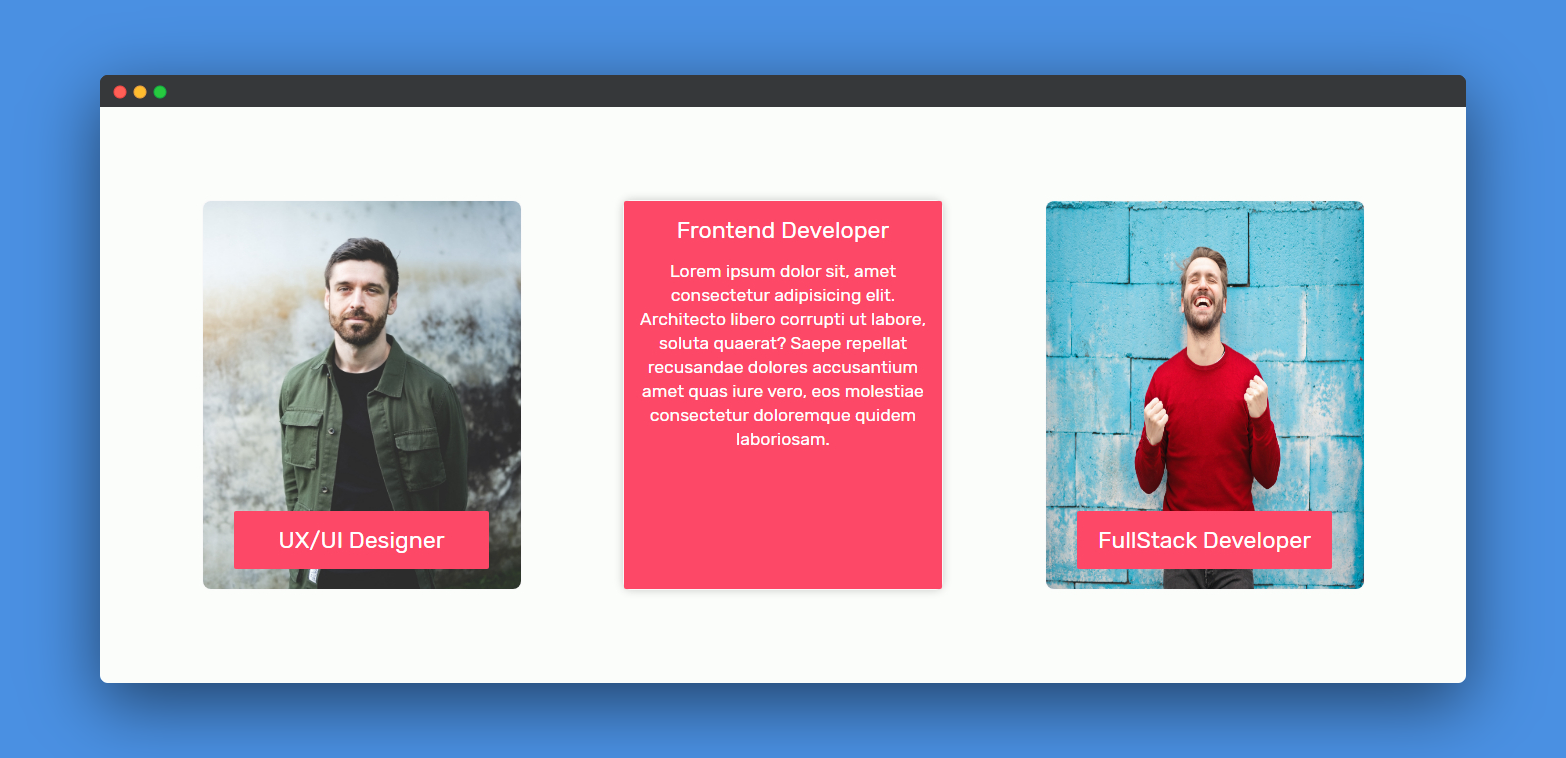 UX/UI Designer
Frontend Developer
Lorem ipsum dolor sit, amet
consectetur adipisicing elit.
Architecto libero corrupti ut labore,
soluta quaerat? Saepe repellat
recusandae dolores accusantium
amet quas iure vero, eos molestiae
consectetur doloremque quidem
laboriosam.
FullStack Developer